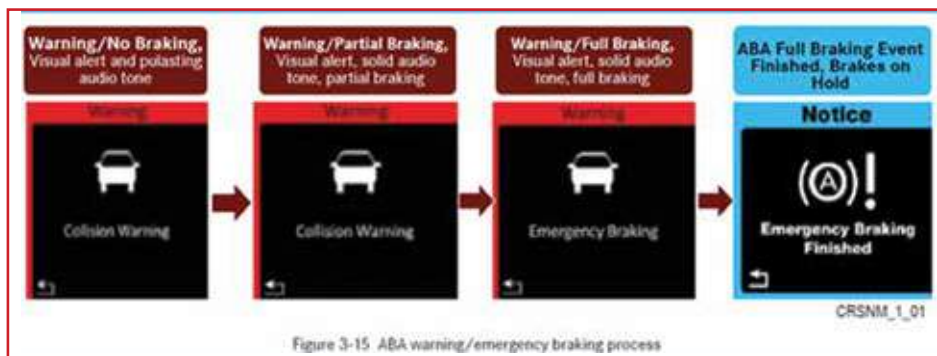 Warning/No Braking,
Visual alert and polasting
audio tone
Warning
Collision Warning
Warning/Partial Braking,
Visual alert, solid audio
tone, partial braking
Warning
Collision Warning
Warning/Full Braking,
Visual alert, solid audio
tone, full braking
Warning
Emergency Braking
ABA Full Braking Event
Finished, Brakes on
Hold
Notice
(A)!
Emergency Braking
Finished
CRSNM_1_01
Figure 3-15 ABA warning/emergency braking process